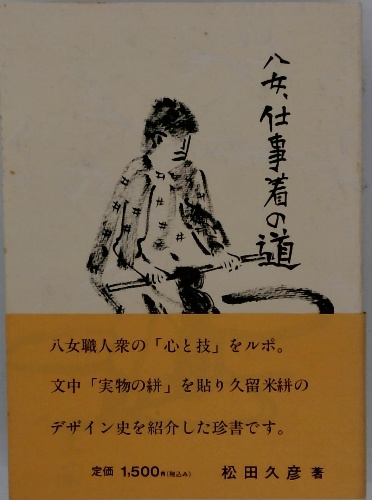 八女、仕事着の道
八女職人衆の「心と技」をルポ。
文中「実物の絣」を貼り久留米絣の
デザイン史を紹介した珍書です。
定価 1,500円(税込み) 松田久彦 著